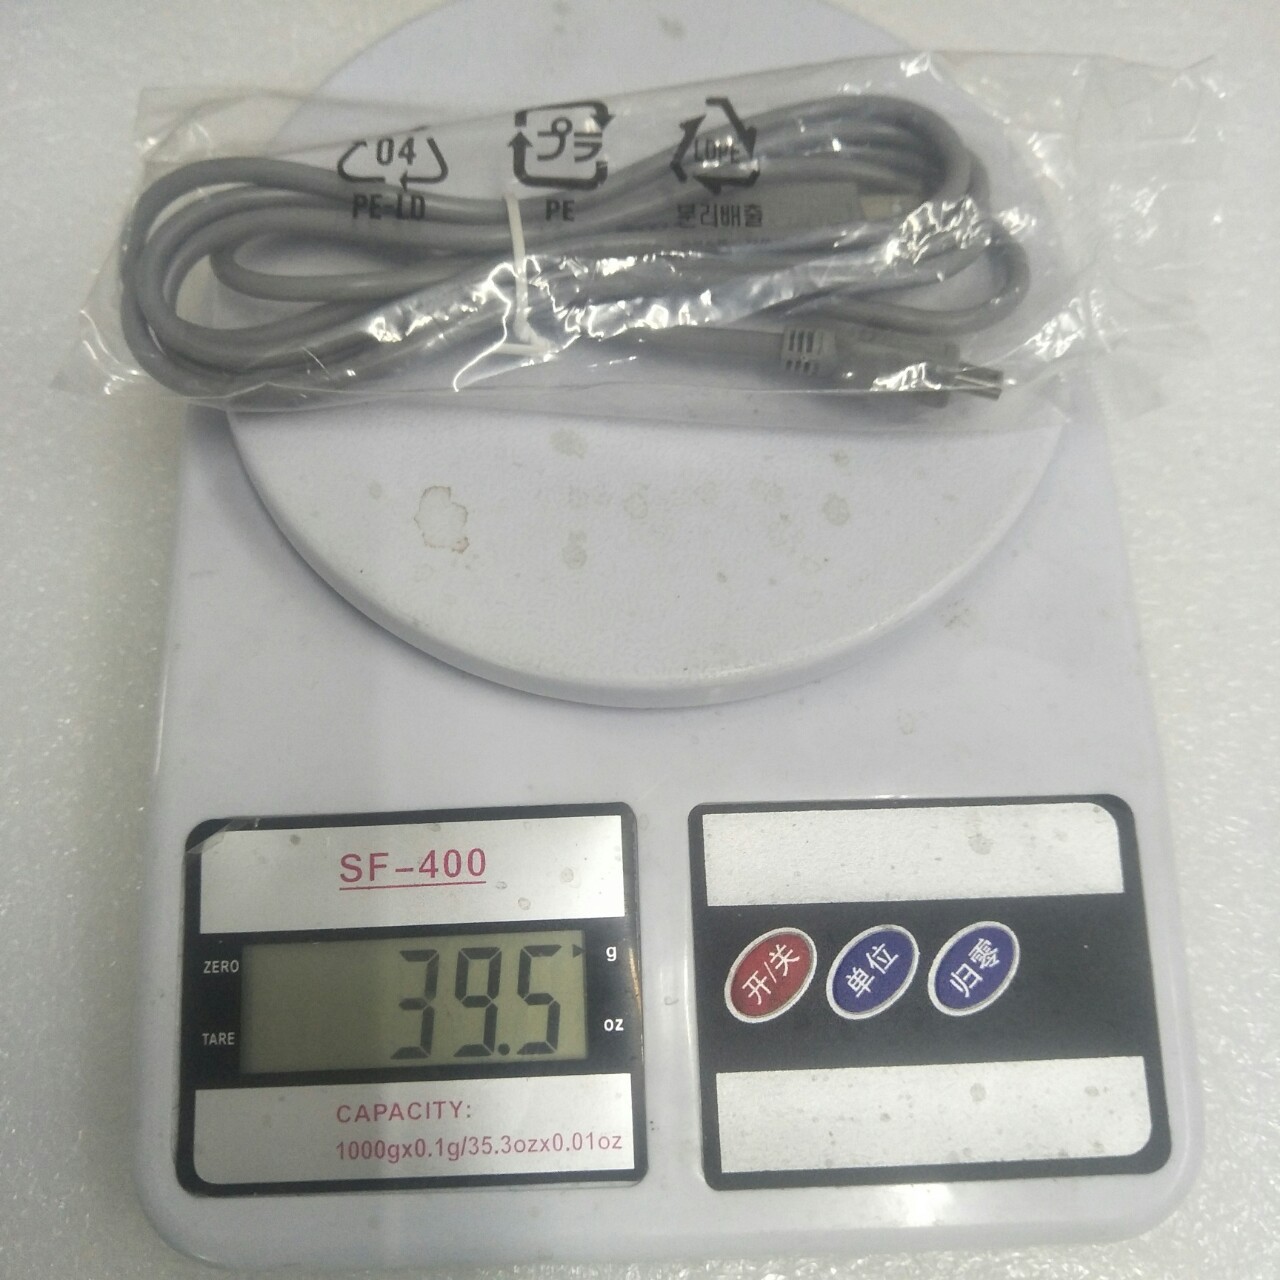 04
PE-LD
プラ
PE
LDPE
분리배출
SF-400
ZERO
TARE
39.5
g
oz
CAPACITY:
1000gx0.1g/35.3ozx0.01oz
开/关
单位
归零